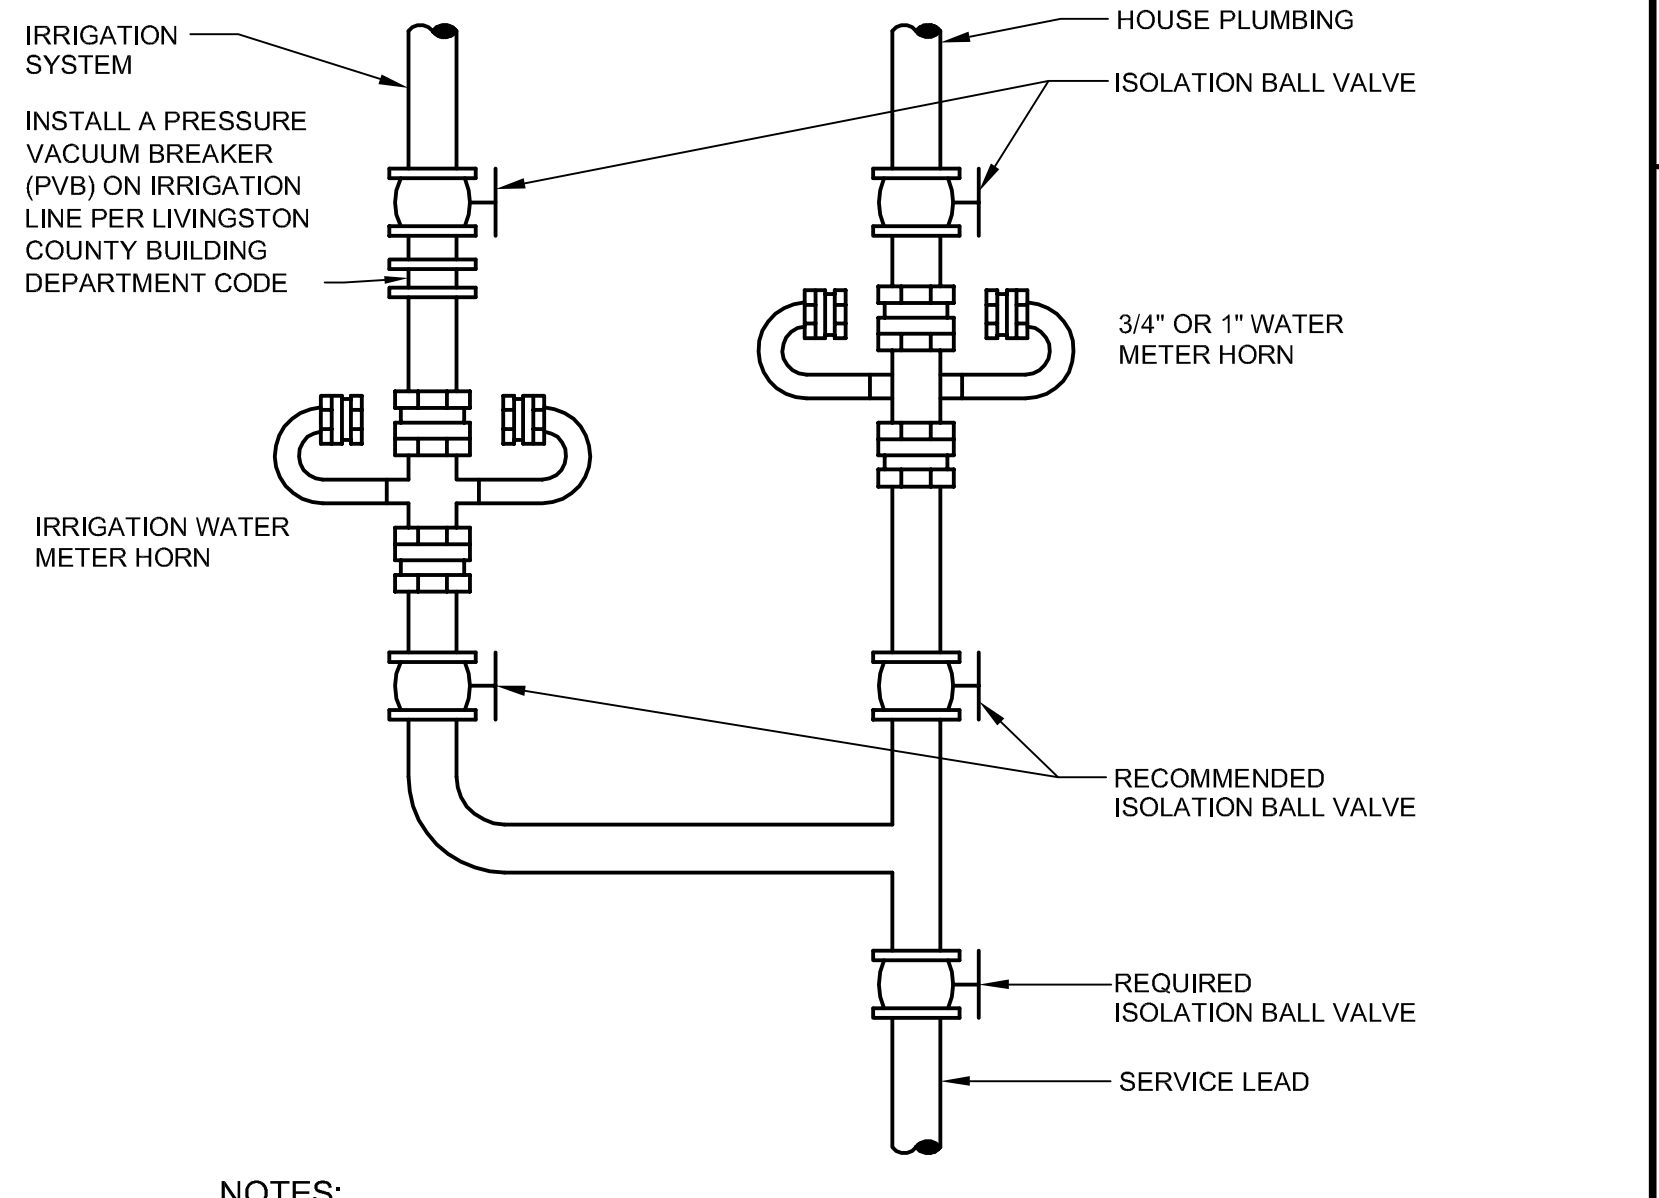 IRRIGATION
SYSTEM
INSTALL A PRESSURE
VACUUM BREAKER
(PVB) ON IRRIGATION
LINE PER LIVINGSTON
COUNTY BUILDING
DEPARTMENT CODE
IRRIGATION WATER
METER HORN
HOUSE PLUMBING
ISOLATION BALL VALVE
3/4" OR 1" WATER
METER HORN
RECOMMENDED
ISOLATION BALL VALVE
REQUIRED
ISOLATION BALL VALVE
SERVICE LEAD
NOTES: